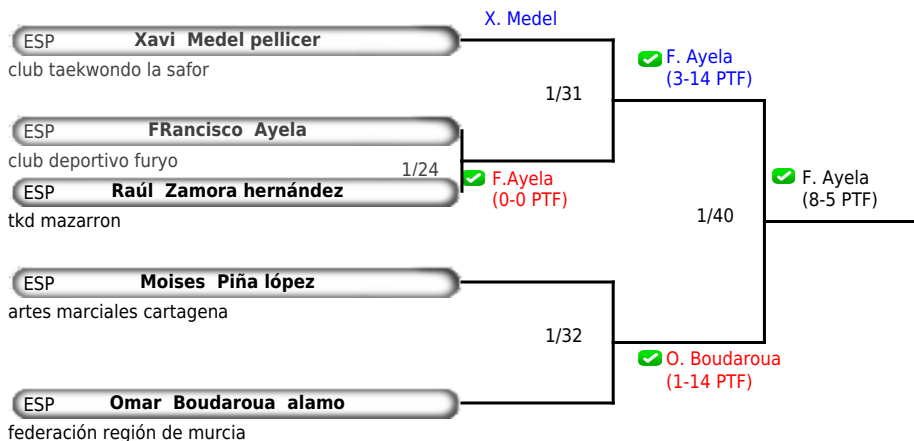 X. Medel
ESP Xavi Medel pellicer
club taekwondo la safor
F. Ayela
(3-14 PTF)
1/31
ESP FRancisco Ayela
club deportivo furyo
1/24
F.Ayela
(0-0 PTF)
ESP Raúl Zamora hernández
tkd mazarron
F. Ayela
(8-5 PTF)
1/40
ESP Moises Piña lópez
artes marciales cartagena
1/32
O. Boudaroua
(1-14 PTF)
ESP Omar Boudaroua alamo
federación región de murcia